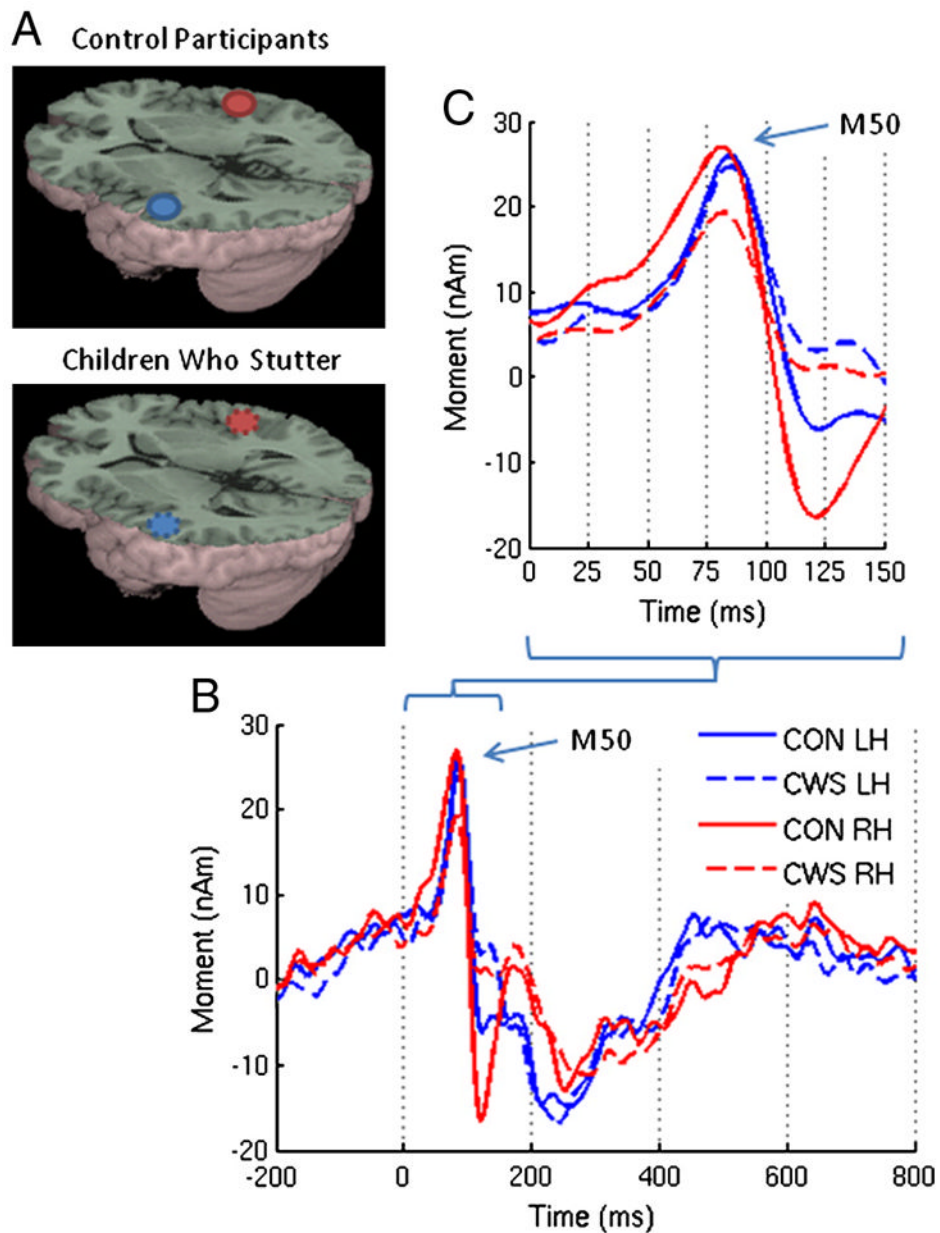 A
Control Participants
Children Who Stutter
C
M50
30
20
10
0
-10
-20
Moment (nAm)
0 25 50 75 100 125 150
Time (ms)
B
M50
CON LH
CWS LH
CON RH
CWS RH
30
20
10
0
-10
-20
Moment (nAm)
-200 0 200 400 600 800
Time (ms)